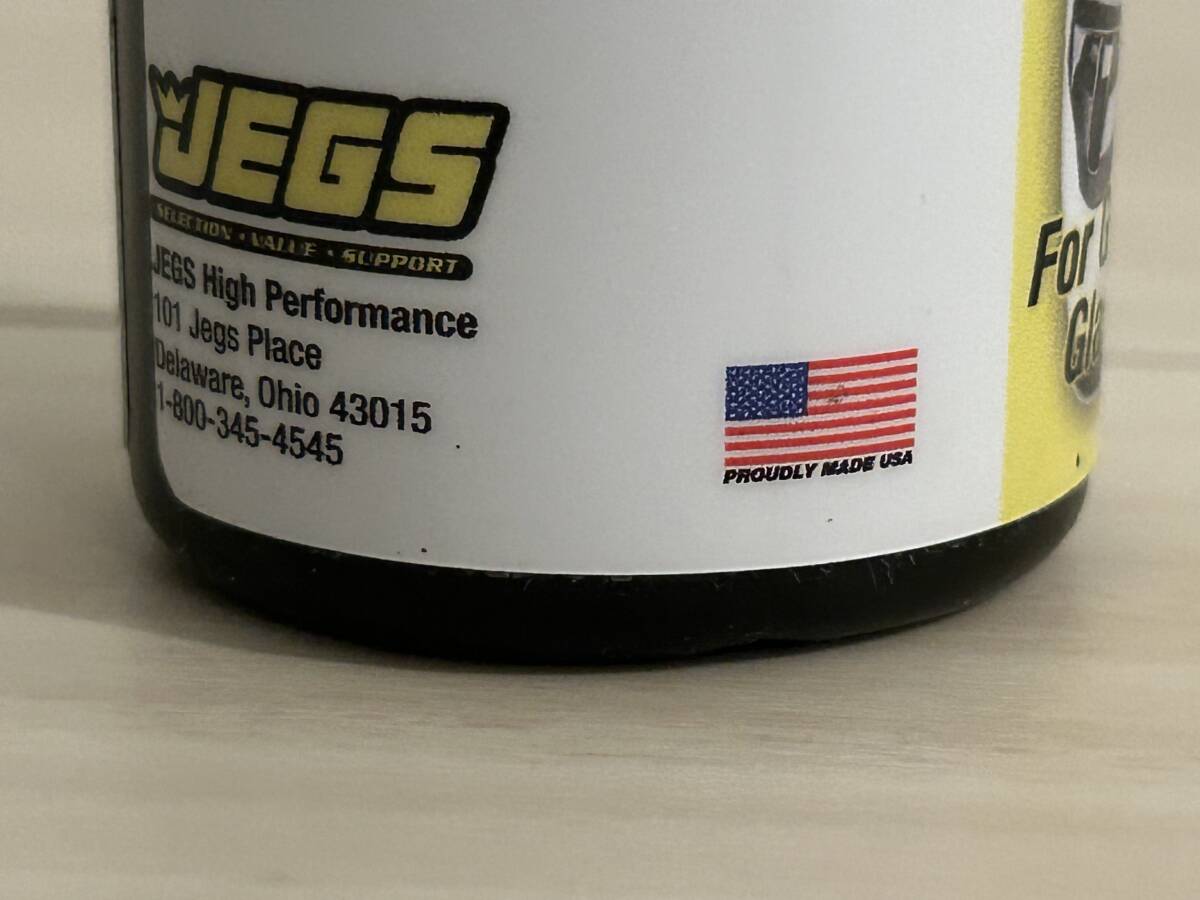 JEGS
SELECTION • VALUE • SUPPORT
JEGS High Performance
101 Jegs Place
Delaware, Ohio 43015
1-800-345-4545
PROUDLY MADE USA
For